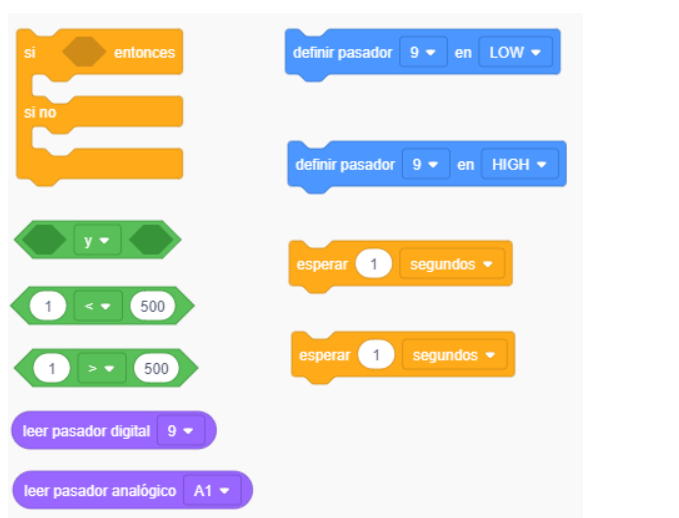 si entonces
si no
y
1 < 500
1 > 500
leer pasador digital 9
leer pasador analógico A1
definir pasador 9 en LOW
definir pasador 9 en HIGH
esperar 1 segundos
esperar 1 segundos